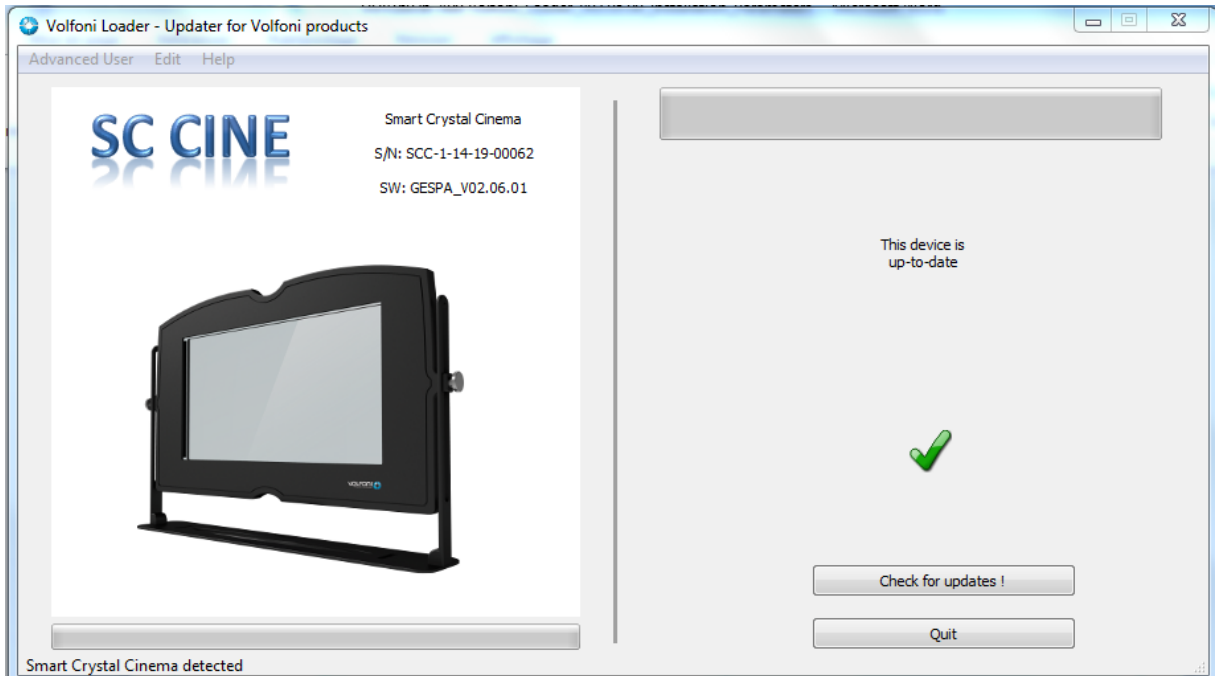 Volfoni Loader - Updater for Volfoni products
Advanced User Edit Help
SC CINE
Smart Crystal Cinema
S/N: SCC-1-14-19-00062
SW: GESPA_V02.06.01
VOLFONI
This device is
up-to-date
Check for updates !
Quit
Smart Crystal Cinema detected